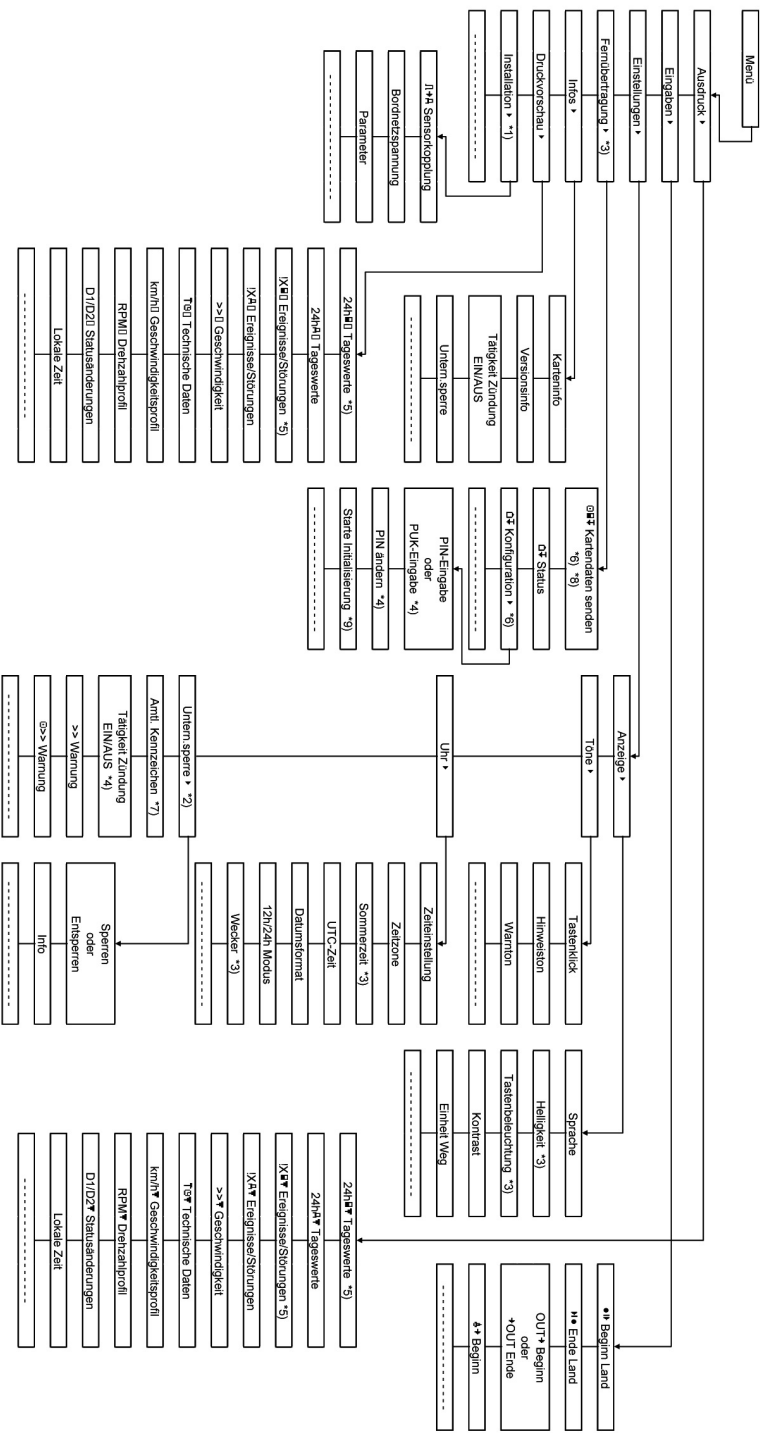 Menü
Ausdruck ▸
Eingaben ▸
Einstellungen ▸
Fernübertragung ▸ *3)
Infos ▸
Druckvorschau ▸
Installation ▸ *1)
- - - - - - - - - - - - - - -
Sensorkopplung
Bordnetzspannung
Parameter
- - - - - - - - - - - - - - -
24h Tageswerte *5)
24h Tageswerte
!X Ereignisse/Störungen *5)
!X Ereignisse/Störungen
>> Geschwindigkeit
Technische Daten
km/h Geschwindigkeitsprofil
RPM Drehzahlprofil
D1/D2 Statusänderungen
Lokale Zeit
- - - - - - - - - - - - - - -
Karteninfo
Versionsinfo
Tätigkeit Zündung
EIN/AUS
Untern.sperre
- - - - - - - - - - - - - - -
Kartendaten senden
*6) *8)
Status
Konfiguration ▸ *6)
- - - - - - - - - - - - - - -
PIN-Eingabe
oder
PUK-Eingabe *4)
PIN ändern *4)
Starte Initialisierung *9)
- - - - - - - - - - - - - - -
Anzeige ▸
Töne ▸
Uhr ▸
Untern.sperre ▸ *2)
Amtl. Kennzeichen *7)
Tätigkeit Zündung
EIN/AUS *4)
>> Warnung
>> Warnung
- - - - - - - - - - - - - - -
Tastenklick
Hinweiston
Warnton
- - - - - - - - - - - - - - -
Zeiteinstellung
Zeitzone
Sommerzeit *3)
UTC-Zeit
Datumsformat
12h/24h Modus
Wecker *3)
- - - - - - - - - - - - - - -
Sperren
oder
Entsperren
Info
- - - - - - - - - - - - - - -
Sprache
Helligkeit *3)
Tastenbeleuchtung *3)
Kontrast
Einheit Weg
- - - - - - - - - - - - - - -
24h▼ Tageswerte *5)
24h▼ Tageswerte
!X▼ Ereignisse/Störungen *5)
!X▼ Ereignisse/Störungen
>>▼ Geschwindigkeit
▼ Technische Daten
km/h▼ Geschwindigkeitsprofil
RPM▼ Drehzahlprofil
D1/D2▼ Statusänderungen
Lokale Zeit
- - - - - - - - - - - - - - -
Beginn Land
Ende Land
OUT Beginn
oder
OUT Ende
Beginn
- - - - - - - - - - - - - - -